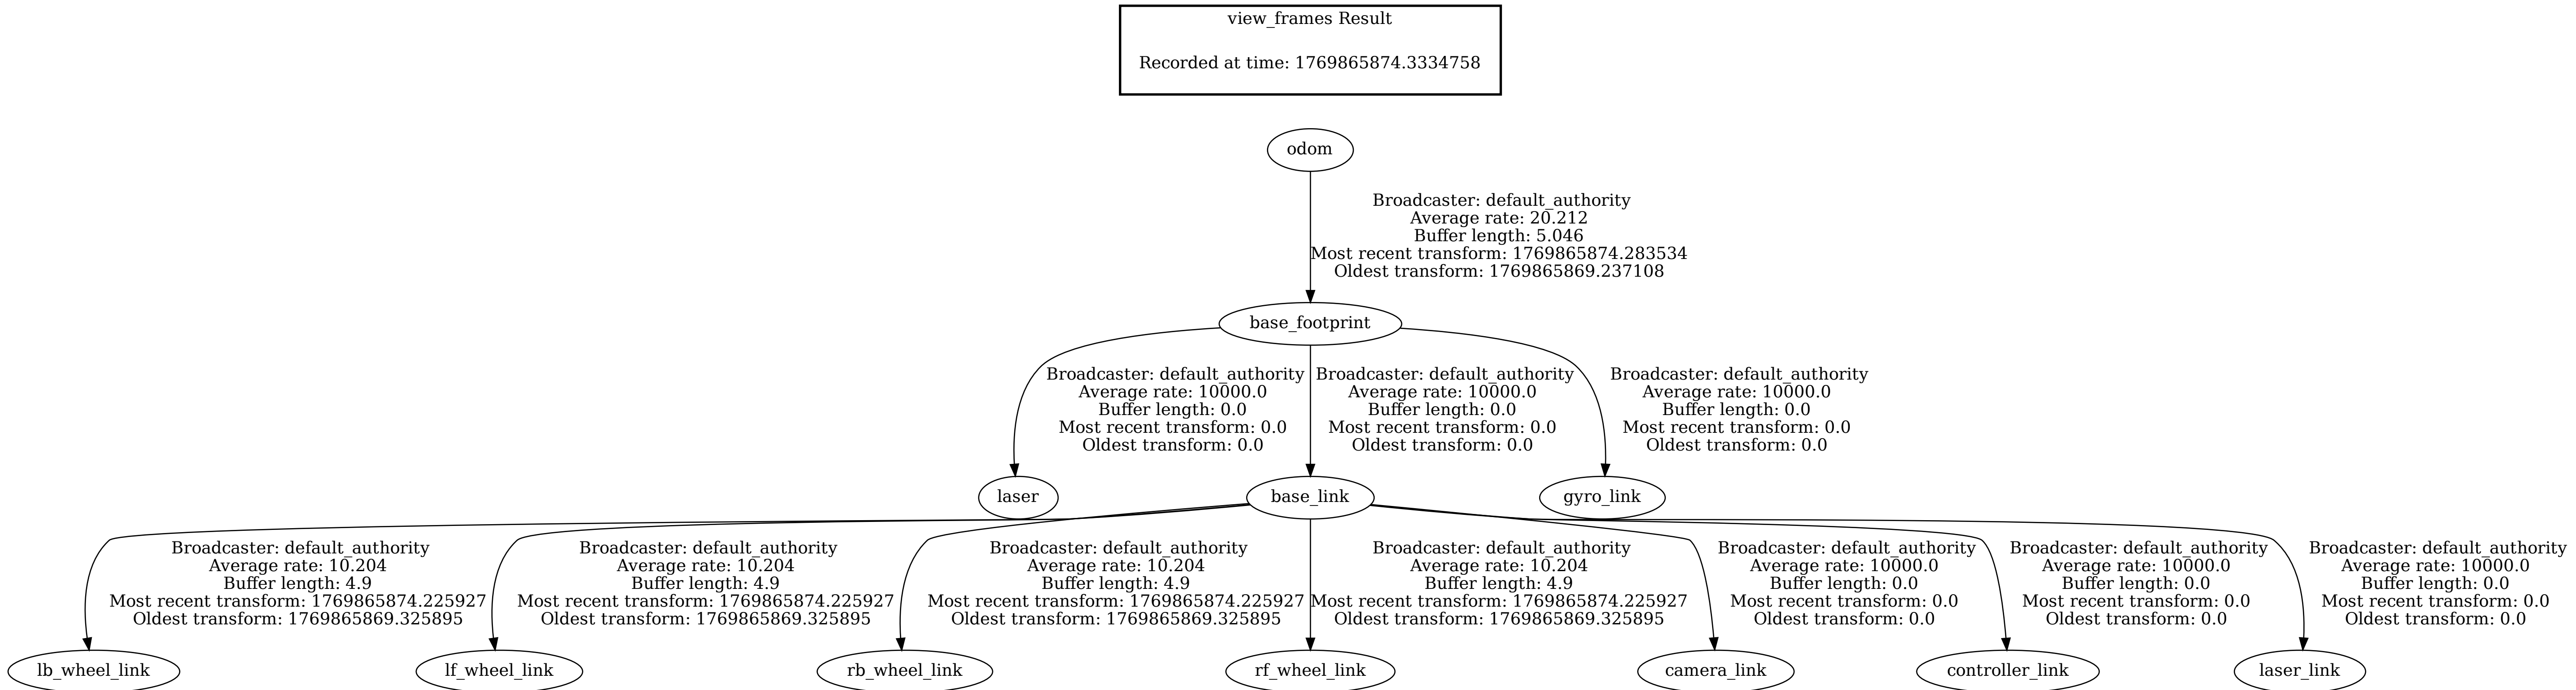 view_frames Result
Recorded at time: 1769865874.3334758
odom
Broadcaster: default_authority
Average rate: 20.212
Buffer length: 5.046
Most recent transform: 1769865874.283534
Oldest transform: 1769865869.237108
base_footprint
Broadcaster: default_authority
Average rate: 10000.0
Buffer length: 0.0
Most recent transform: 0.0
Oldest transform: 0.0
Broadcaster: default_authority
Average rate: 10000.0
Buffer length: 0.0
Most recent transform: 0.0
Oldest transform: 0.0
Broadcaster: default_authority
Average rate: 10000.0
Buffer length: 0.0
Most recent transform: 0.0
Oldest transform: 0.0
laser
base_link
gyro_link
Broadcaster: default_authority
Average rate: 10.204
Buffer length: 4.9
Most recent transform: 1769865874.225927
Oldest transform: 1769865869.325895
Broadcaster: default_authority
Average rate: 10.204
Buffer length: 4.9
Most recent transform: 1769865874.225927
Oldest transform: 1769865869.325895
Broadcaster: default_authority
Average rate: 10.204
Buffer length: 4.9
Most recent transform: 1769865874.225927
Oldest transform: 1769865869.325895
Broadcaster: default_authority
Average rate: 10.204
Buffer length: 4.9
Most recent transform: 1769865874.225927
Oldest transform: 1769865869.325895
Broadcaster: default_authority
Average rate: 10000.0
Buffer length: 0.0
Most recent transform: 0.0
Oldest transform: 0.0
Broadcaster: default_authority
Average rate: 10000.0
Buffer length: 0.0
Most recent transform: 0.0
Oldest transform: 0.0
Broadcaster: default_authority
Average rate: 10000.0
Buffer length: 0.0
Most recent transform: 0.0
Oldest transform: 0.0
lb_wheel_link
lf_wheel_link
rb_wheel_link
rf_wheel_link
camera_link
controller_link
laser_link